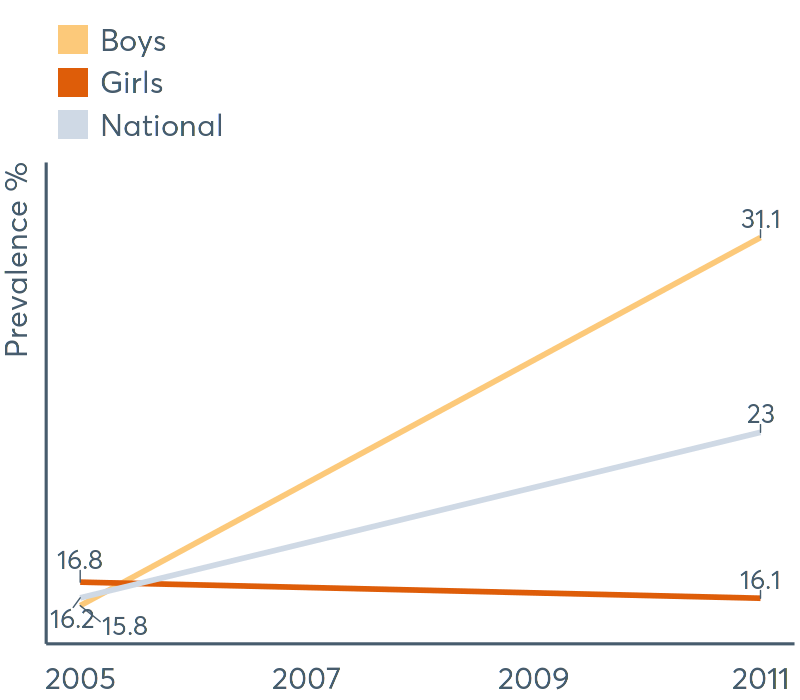 Boys
Girls
National
Prevalence %
31.1
23
16.8
16.1
16.2
15.8
2005
2007
2009
2011